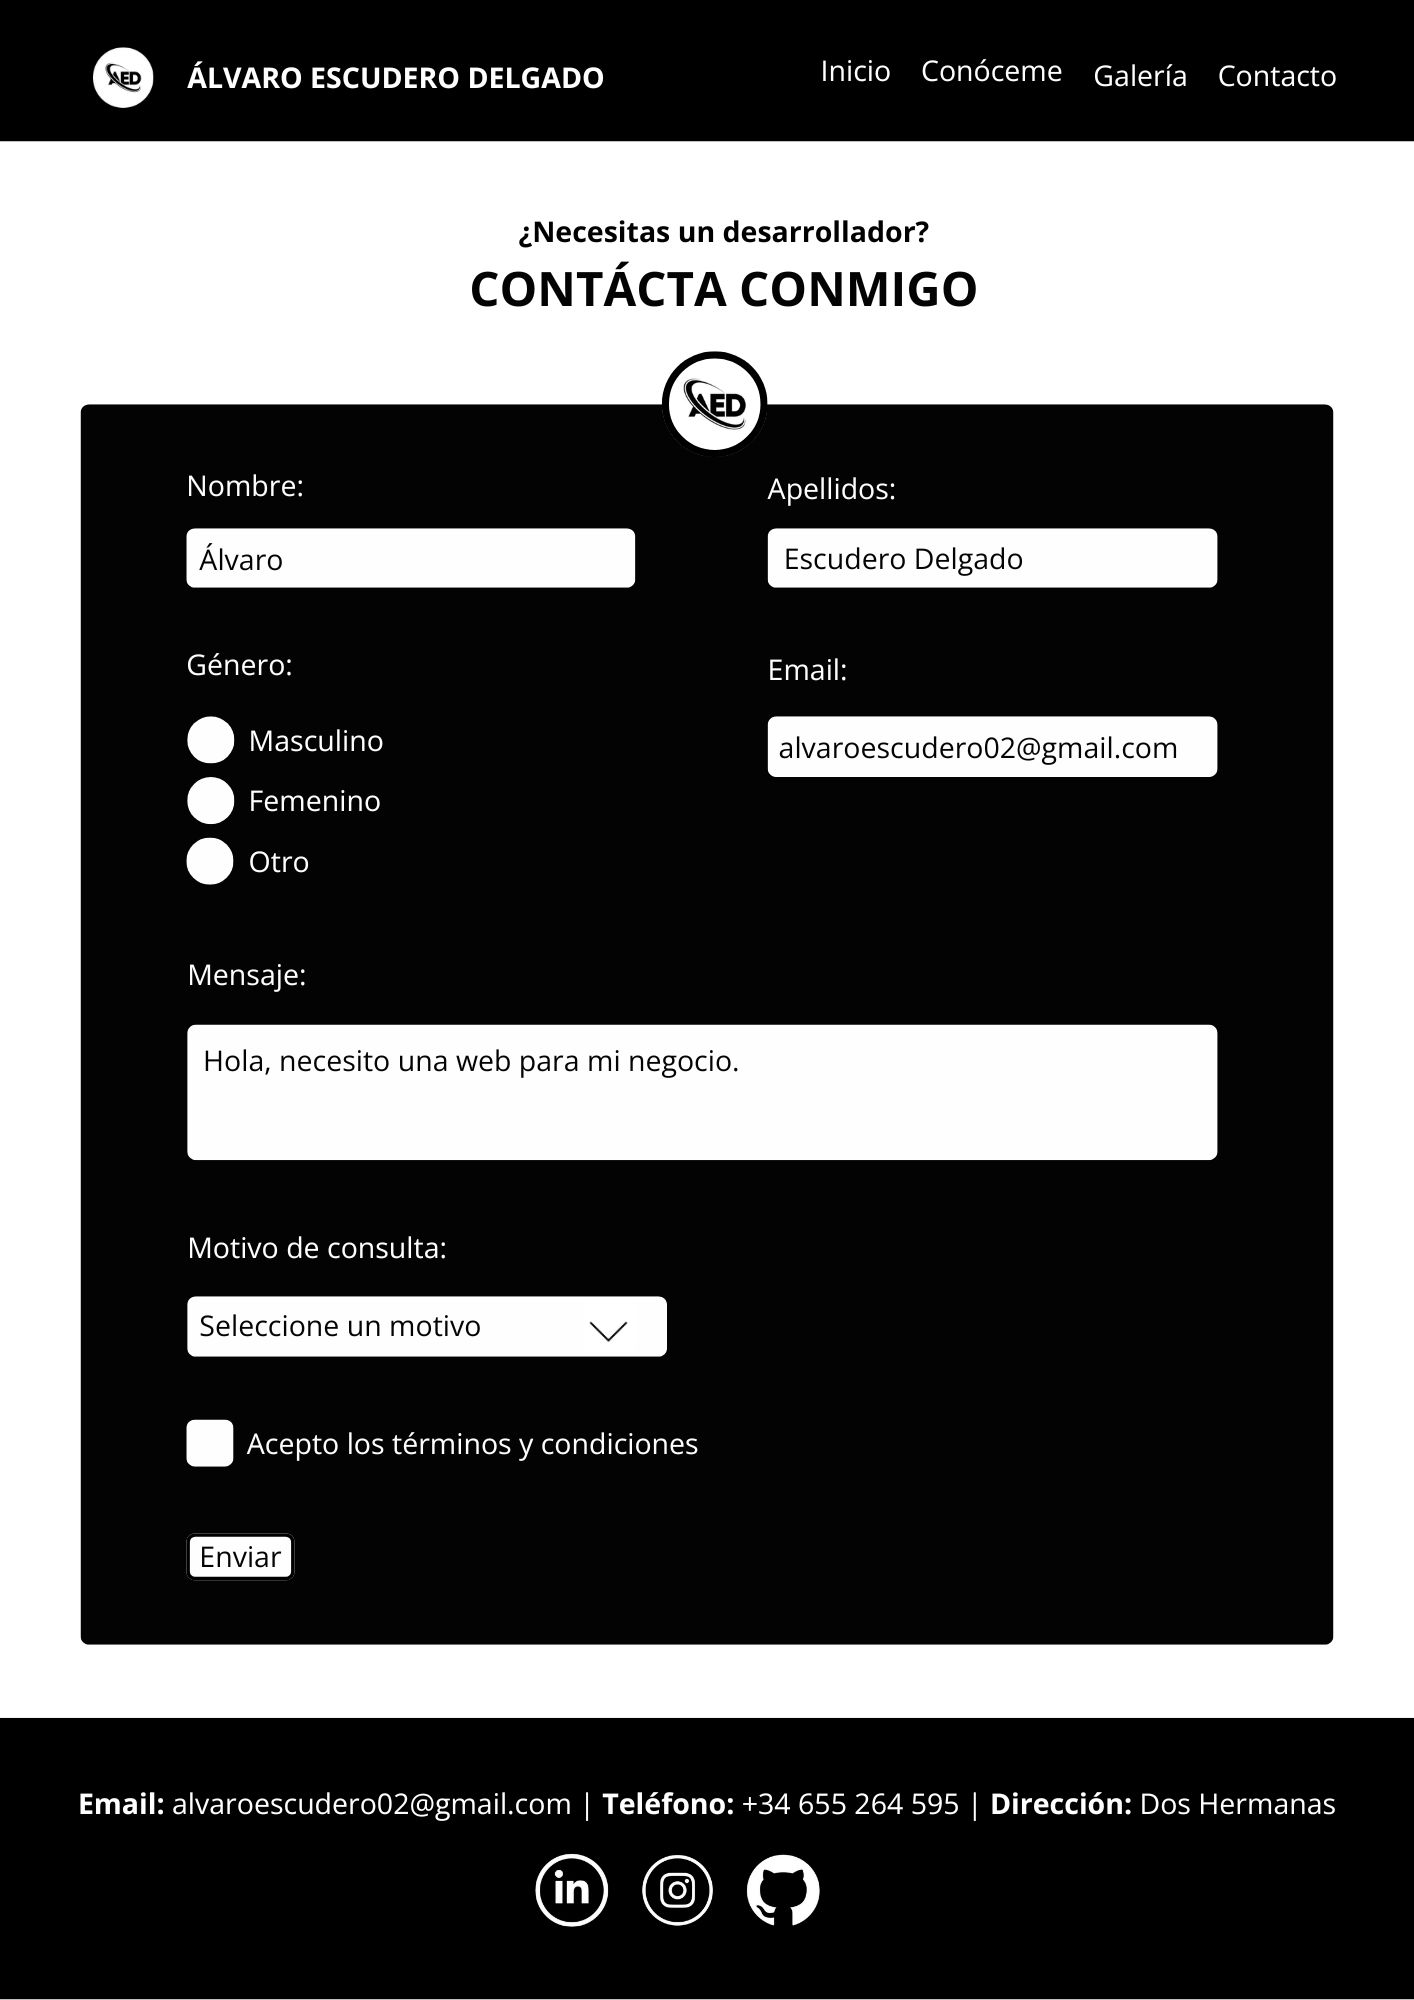 AED
ÁLVARO ESCUDERO DELGADO
Inicio Conóceme Galería Contacto
¿Necesitas un desarrollador?
CONTÁCTA CONMIGO
AED
Nombre:
Apellidos:
Álvaro
Escudero Delgado
Género:
Email:
Masculino
alvaroescudero02@gmail.com
Femenino
Otro
Mensaje:
Hola, necesito una web para mi negocio.
Motivo de consulta:
Seleccione un motivo
Acepto los términos y condiciones
Enviar
Email: alvaroescudero02@gmail.com | Teléfono: +34 655 264 595 | Dirección: Dos Hermanas
in